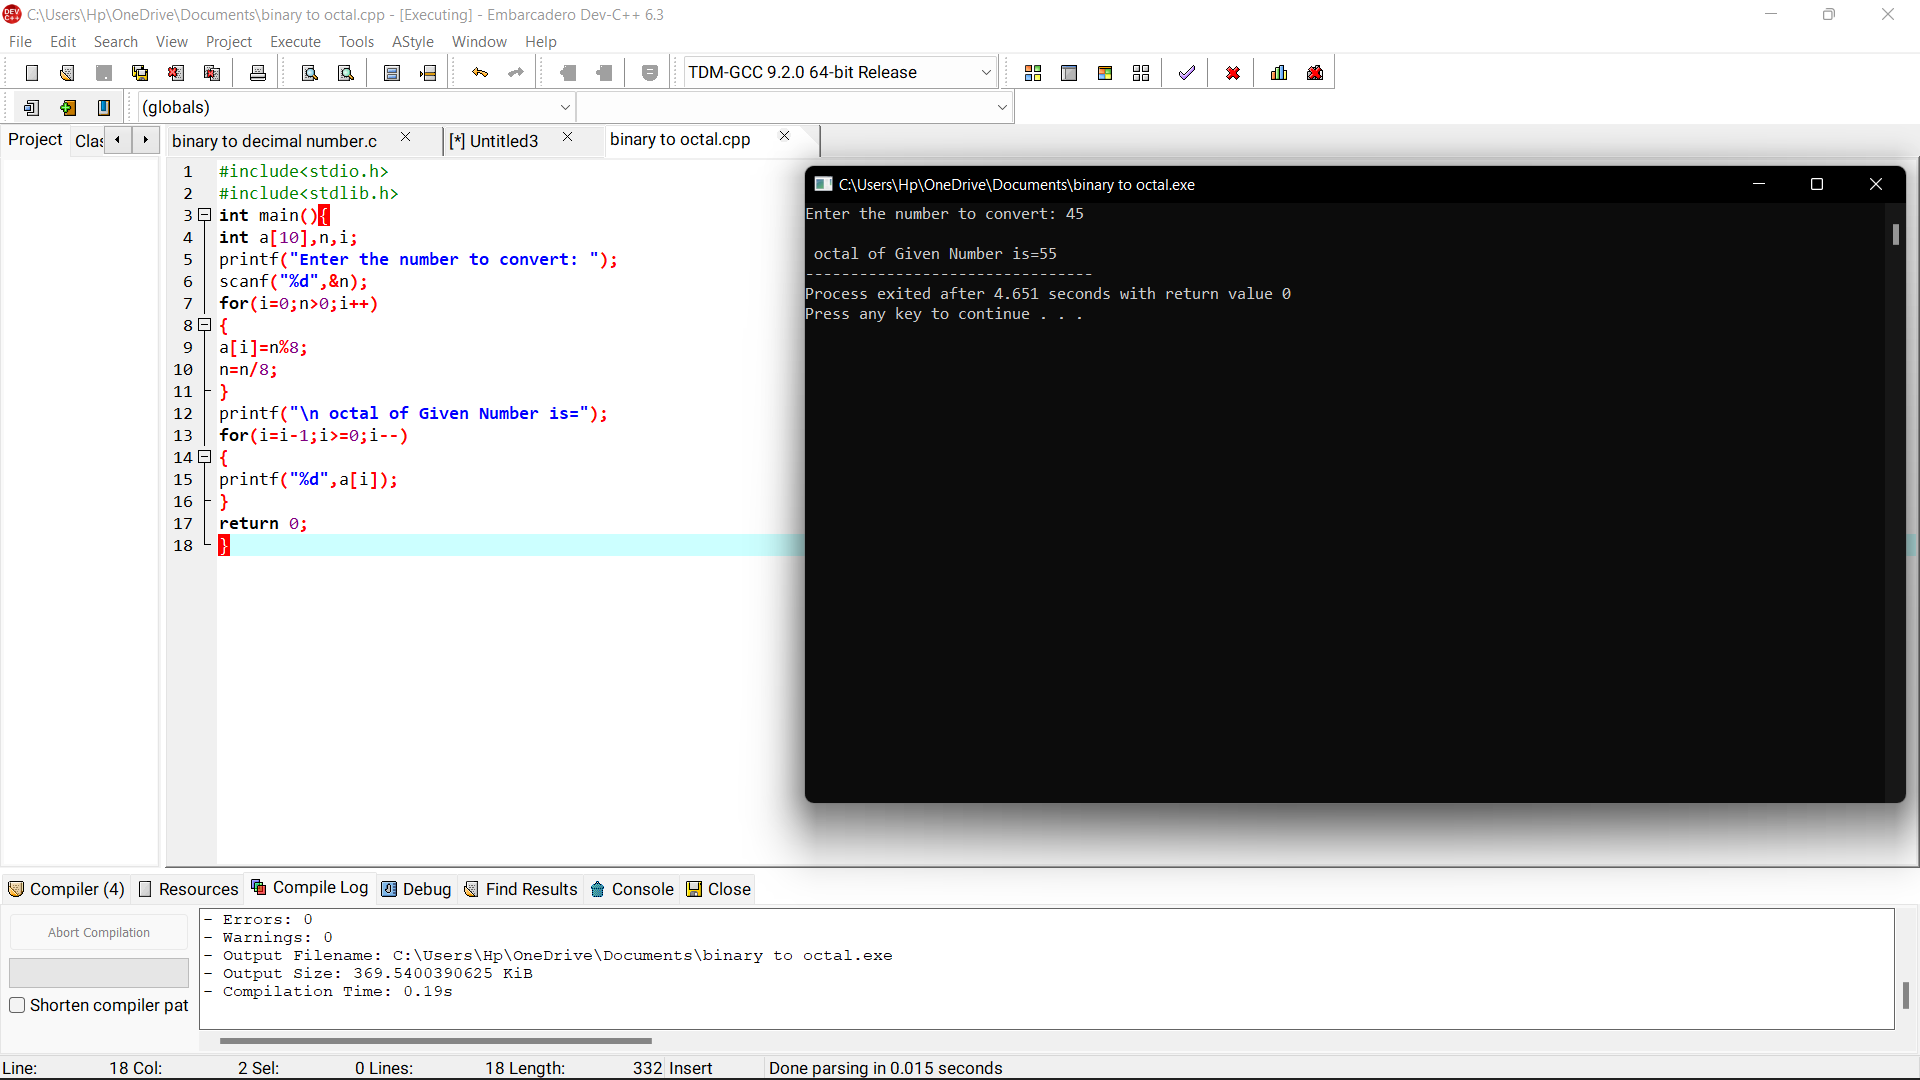 C:\Users\Hp\OneDrive\Documents\binary to octal.cpp - [Executing] - Embarcadero Dev-C++ 6.3
File Edit Search View Project Execute Tools AStyle Window Help
TDM-GCC 9.2.0 64-bit Release
(globals)
Project Clas binary to decimal number.c [*] Untitled3 binary to octal.cpp
1 #include<stdio.h>
2 #include<stdlib.h>
3 int main(){
4 int a[10],n,i;
5 printf("Enter the number to convert: ");
6 scanf("%d",&n);
7 for(i=0;n>0;i++)
8 {
9 a[i]=n%8;
10 n=n/8;
11 }
12 printf("\n octal of Given Number is=");
13 for(i=i-1;i>=0;i--)
14 {
15 printf("%d",a[i]);
16 }
17 return 0;
18 }
C:\Users\Hp\OneDrive\Documents\binary to octal.exe
Enter the number to convert: 45
octal of Given Number is=55
--------------------------------
Process exited after 4.651 seconds with return value 0
Press any key to continue . . .
Compiler (4) Resources Compile Log Debug Find Results Console Close
Abort Compilation
Shorten compiler pat
- Errors: 0
- Warnings: 0
- Output Filename: C:\Users\Hp\OneDrive\Documents\binary to octal.exe
- Output Size: 369.5400390625 KiB
- Compilation Time: 0.19s
Line: 18 Col: 2 Sel: 0 Lines: 18 Length: 332 Insert Done parsing in 0.015 seconds